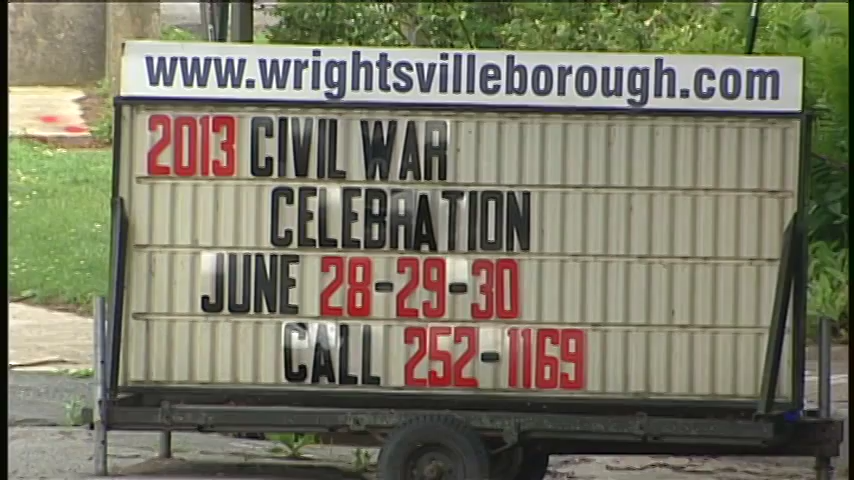 www.wrightsvilleborough.com
2013 CIVIL WAR
CELEBRATION
JUNE 28-29-30
CALL 252-1169